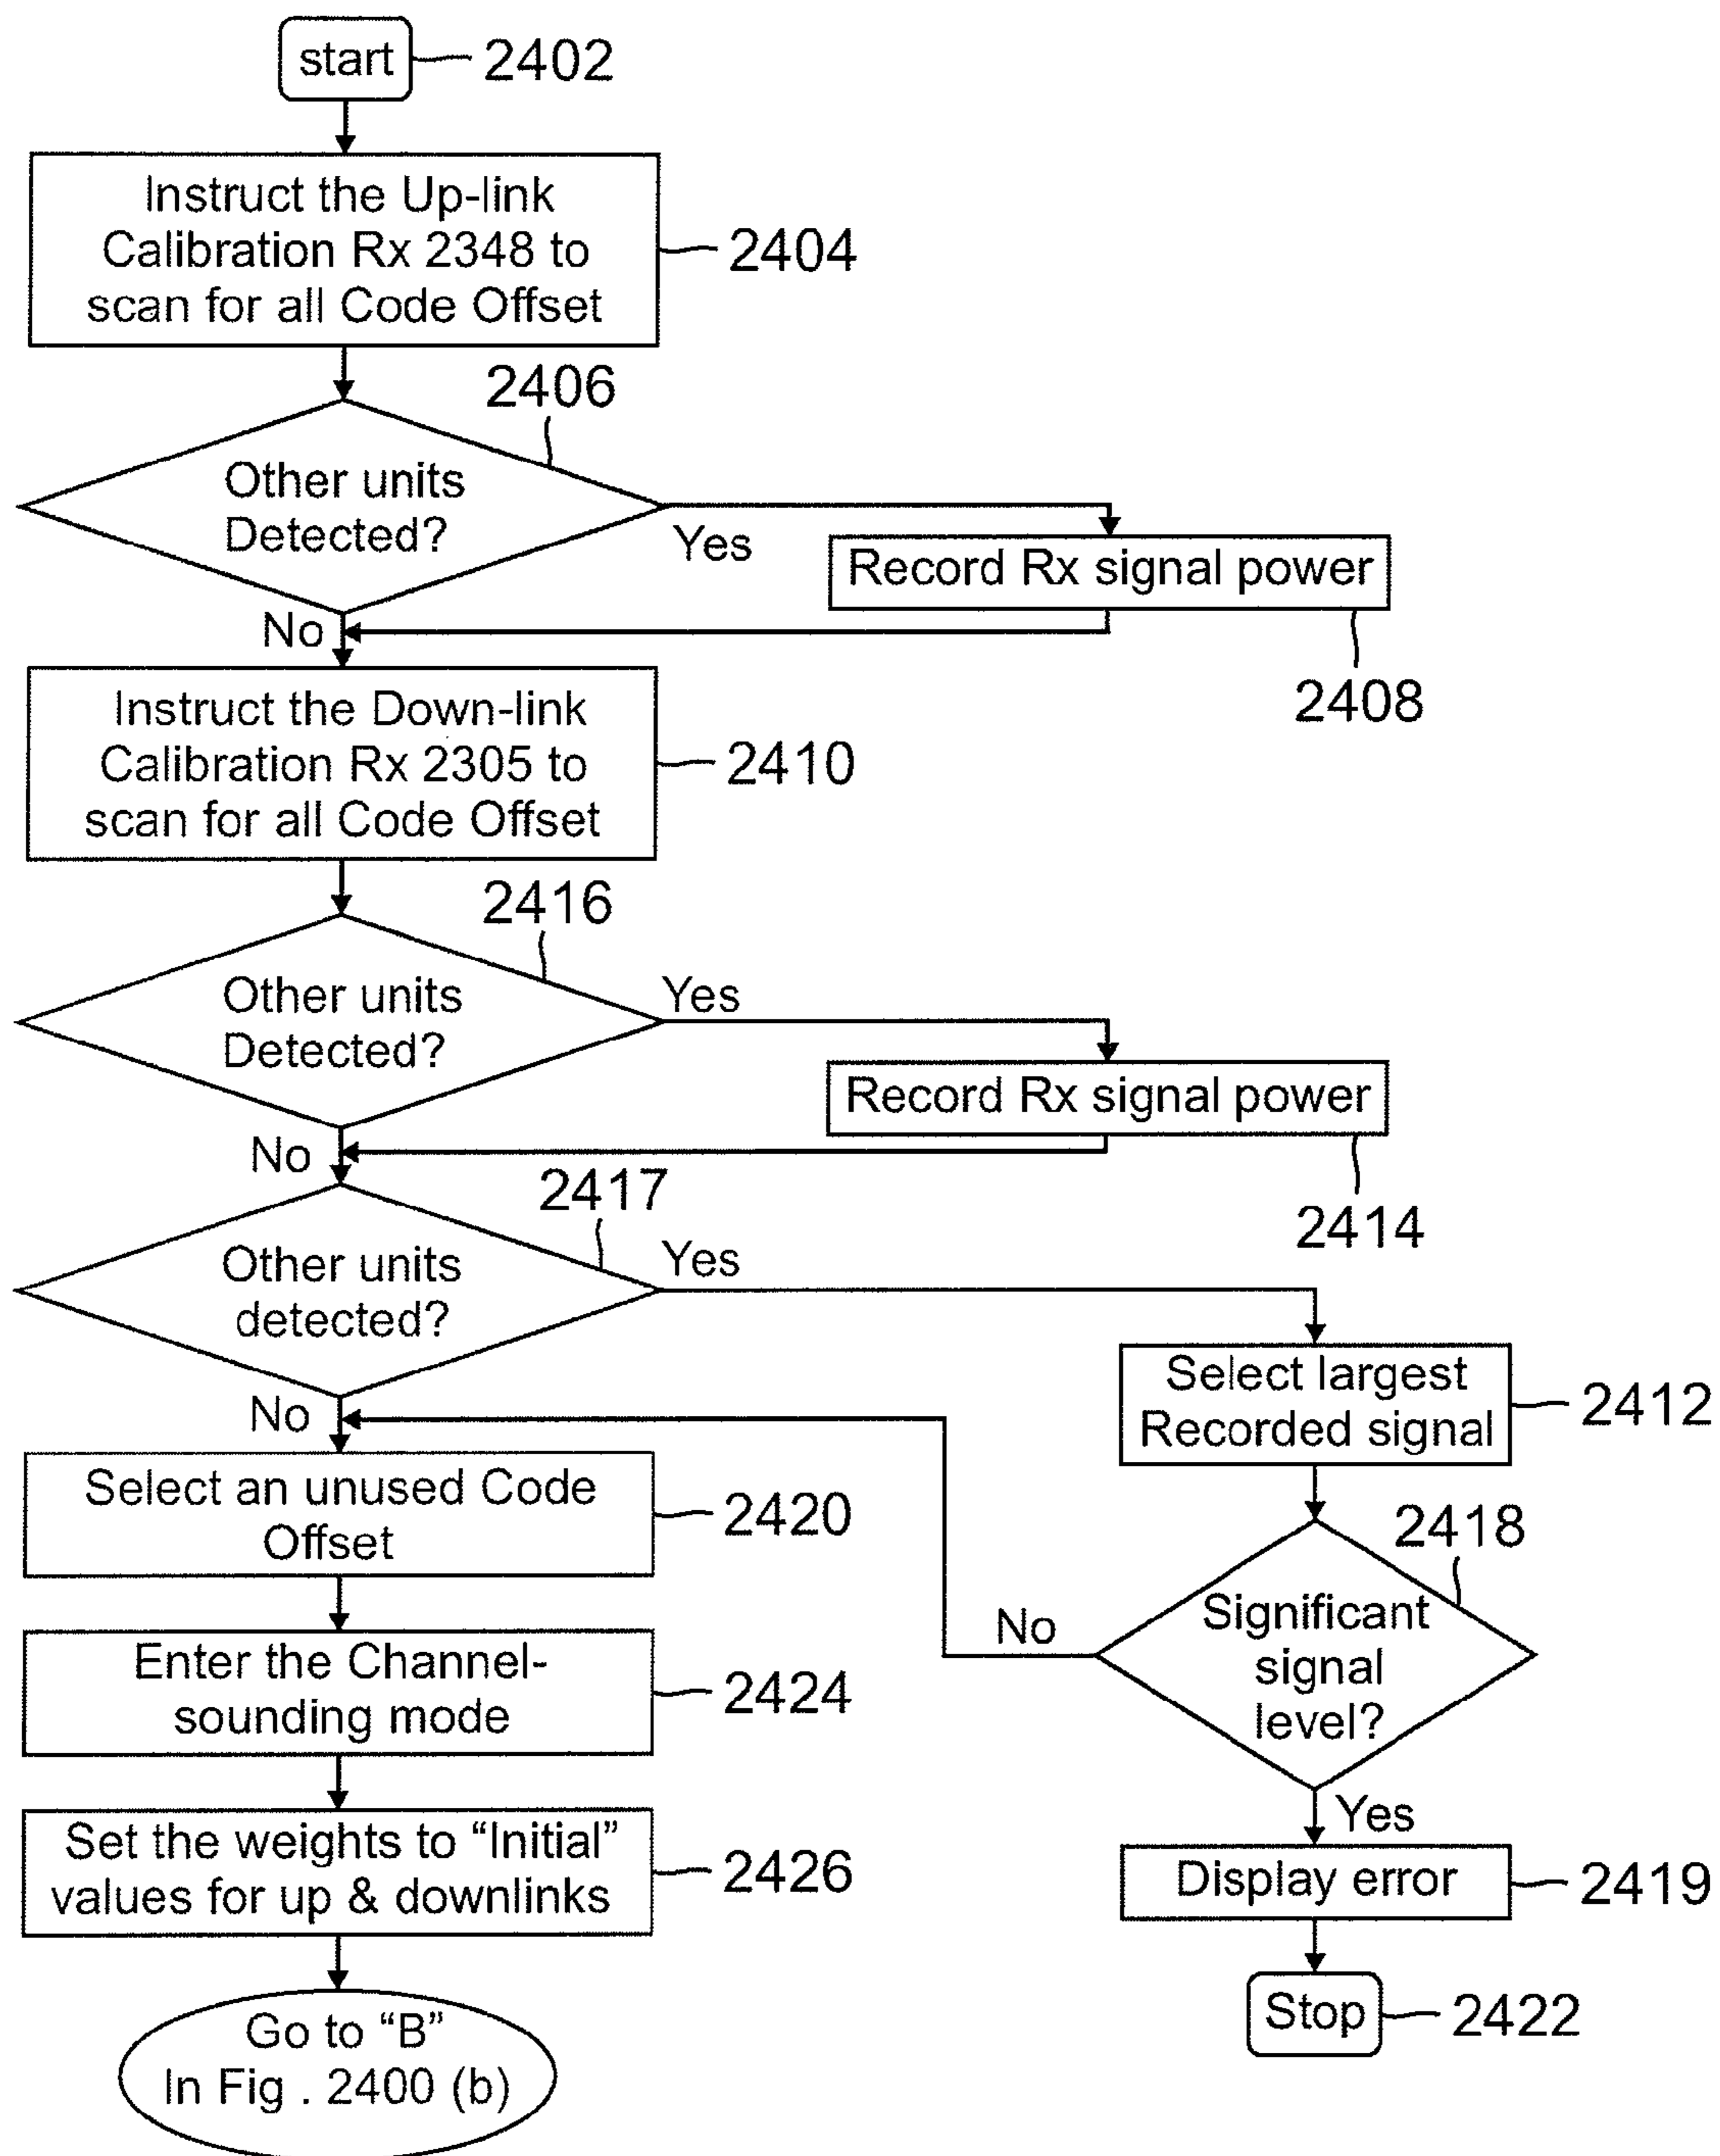 start
2402
Instruct the Up-link
Calibration Rx 2348 to
scan for all Code Offset
2404
2406
Other units
Detected?
Yes
Record Rx signal power
2408
No
Instruct the Down-link
Calibration Rx 2305 to
scan for all Code Offset
2410
2416
Other units
Detected?
Yes
Record Rx signal power
2414
No
2417
Other units
detected?
Yes
Select largest
Recorded signal
2412
No
Select an unused Code
Offset
2420
2418
Significant
signal
level?
No
Enter the Channel-
sounding mode
2424
Yes
Set the weights to “Initial”
values for up & downlinks
2426
Display error
2419
Stop
2422
Go to “B”
In Fig . 2400 (b)